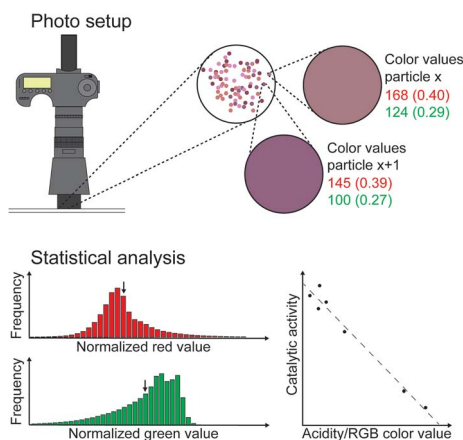 Photo setup
Color values
particle x
168 (0.40)
124 (0.29)
Color values
particle x+1
145 (0.39)
100 (0.27)
Statistical analysis
Frequency
Normalized red value
Frequency
Normalized green value
Catalytic activity
Acidity/RGB color value